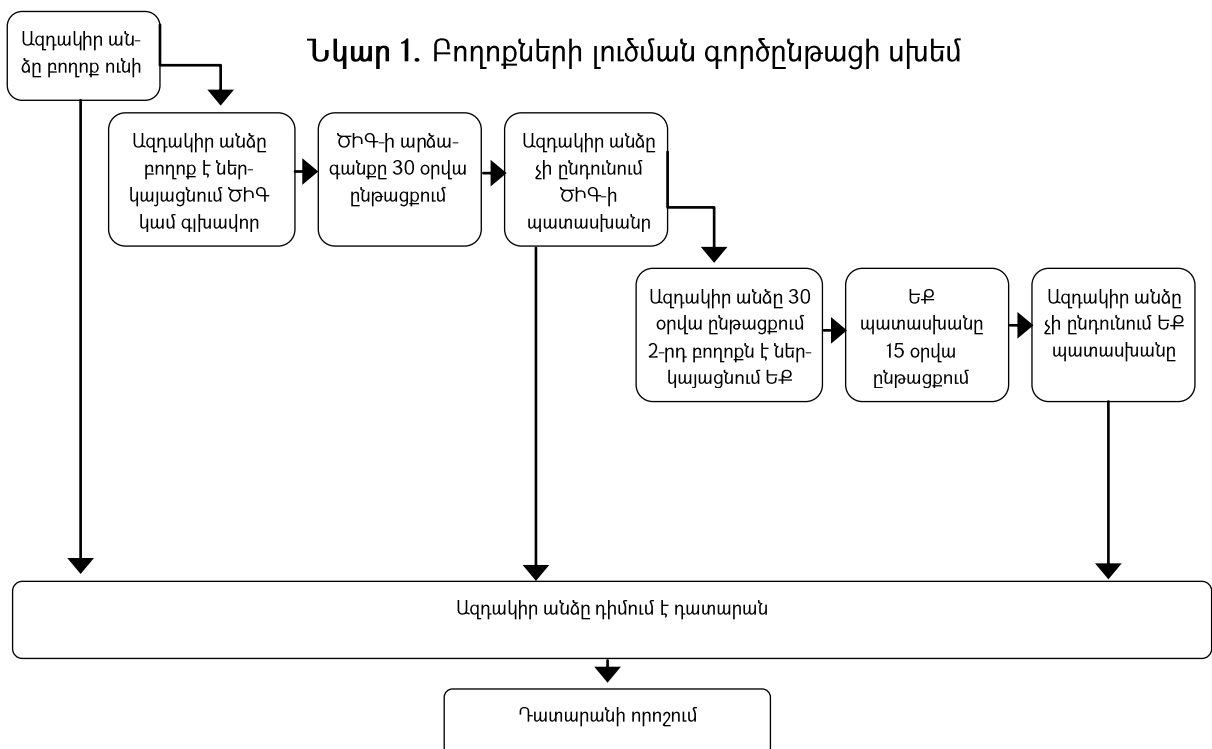 Նկար 1. Բողոքների լուծման գործընթացի սխեմ
Ազդակիր ան-
ձը բողոք ունի
Ազդակիր անձը
բողոք է ներ-
կայացնում ԾԻԳ
կամ գլխավոր
ԾԻԳ-ի արձա-
գանքը 30 օրվա
ընթացքում
Ազդակիր անձը
չի ընդունում
ԾԻԳ-ի
պատասխանը
Ազդակիր անձը 30
օրվա ընթացքում
2-րդ բողոքն է ներ-
կայացնում ԵՔ
ԵՔ
պատասխանը
15 օրվա
ընթացքում
Ազդակիր անձը
չի ընդունում ԵՔ
պատասխանը
Ազդակիր անձը դիմում է դատարան
Դատարանի որոշում